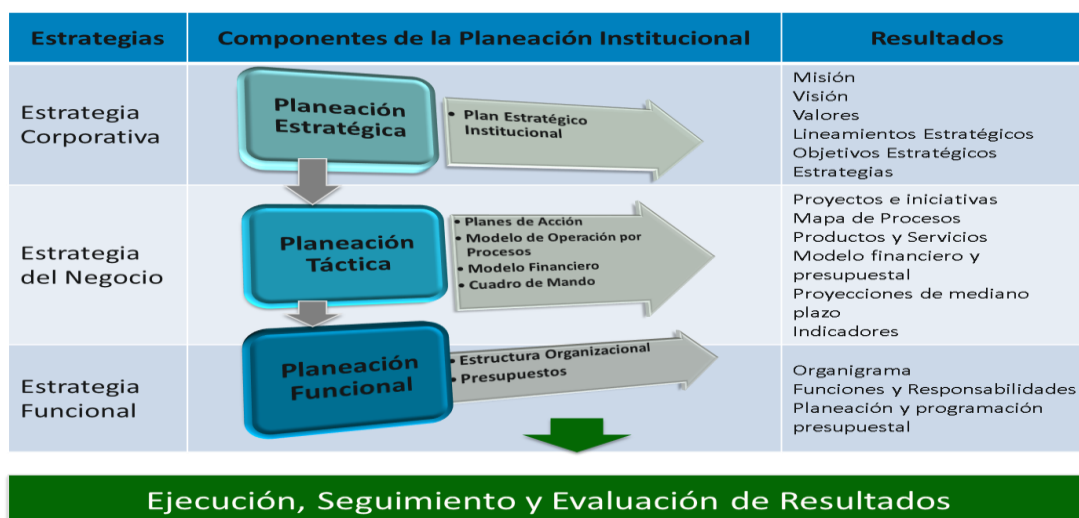 Estrategias
Componentes de la Planeación Institucional
Resultados
Estrategia
Corporativa
Planeación
Estratégica
• Plan Estratégico
Institucional
Misión
Visión
Valores
Lineamientos Estratégicos
Objetivos Estratégicos
Estrategias
Estrategia
del Negocio
Planeación
Táctica
• Planes de Acción
• Modelo de Operación por
Procesos
• Modelo Financiero
• Cuadro de Mando
Proyectos e iniciativas
Mapa de Procesos
Productos y Servicios
Modelo financiero y
presupuestal
Proyecciones de mediano
plazo
Indicadores
Estrategia
Funcional
Planeación
Funcional
• Estructura Organizacional
• Presupuestos
Organigrama
Funciones y Responsabilidades
Planeación y programación
presupuestal
Ejecución, Seguimiento y Evaluación de Resultados